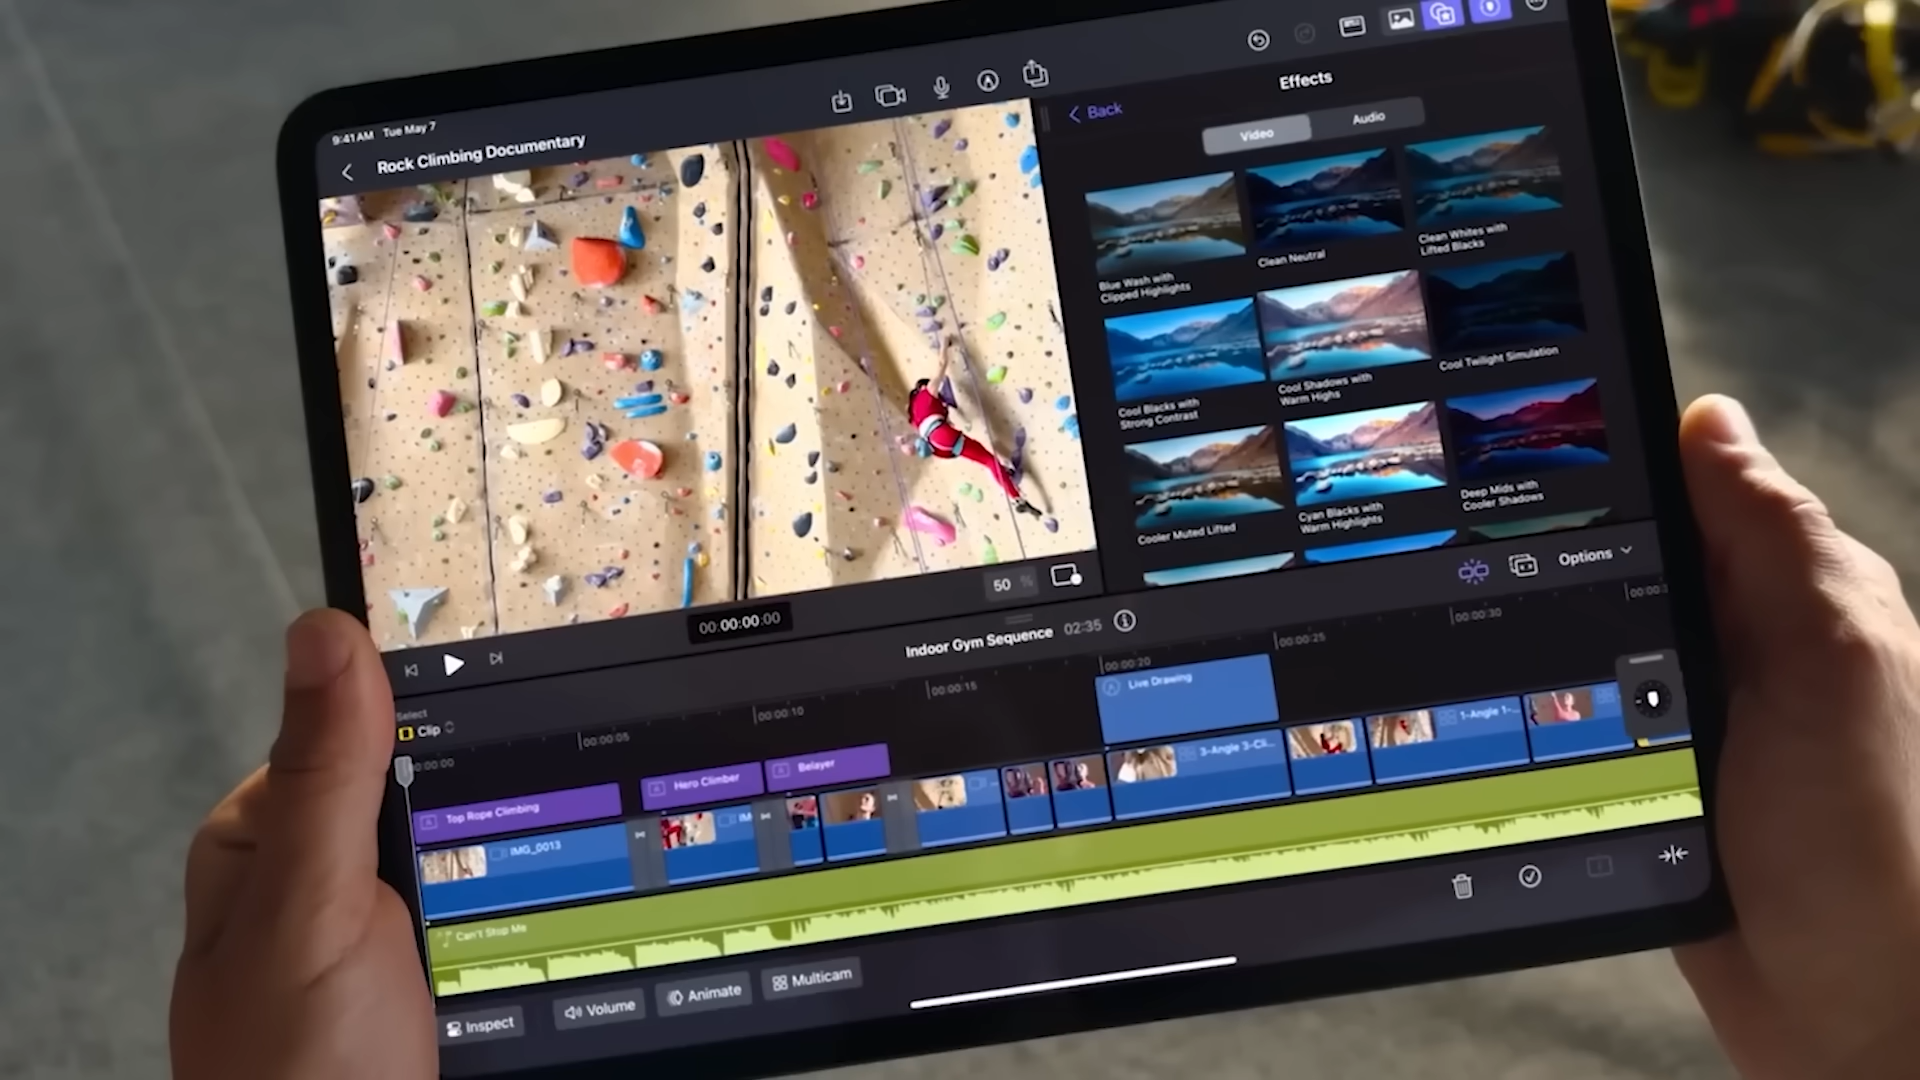 9:41 AM Tue May 7
Rock Climbing Documentary
Effects
Back
Video
Audio
Blue Wash with
Clipped Highlights
Clean Neutral
Clean Whites with
Lifted Blacks
Cool Blacks with
Strong Contrast
Cool Shadows with
Warm Highs
Cool Twilight Simulation
Cooler Muted Lifted
Cyan Blacks with
Warm Highlights
Deep Mids with
Cooler Shadows
50 %
00:00:00:00
Indoor Gym Sequence 02:35
Options
Select
Clip
00:00:00
00:00:05
00:00:10
00:00:15
00:00:20
00:00:25
00:00:30
Top Rope Climbing
Hero Climber
Belayer
Live Drawing
IMG_0013
IM
3-Angle 3-Cli...
1-Angle 1-...
Can't Stop Me
Inspect
Volume
Animate
Multicam